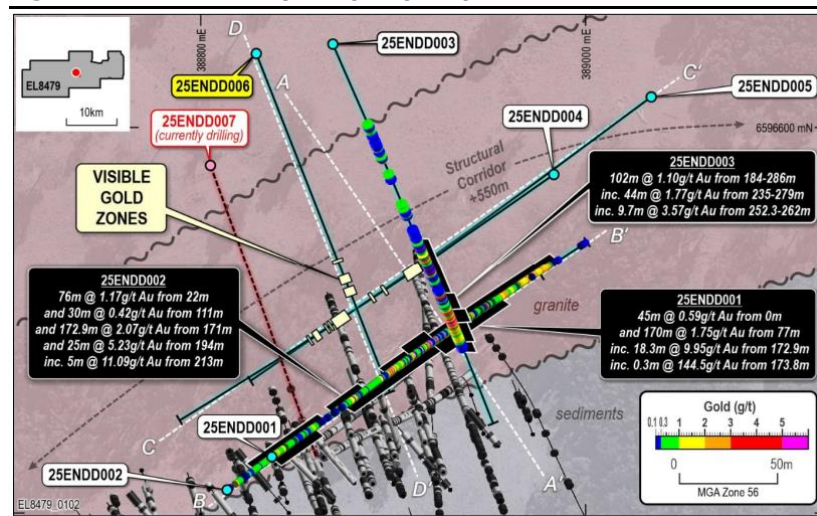 D
388800 mE
25ENDD003
389000 mE
A
C'
25ENDD005
EL8479
10km
25ENDD006
25ENDD007
(currently drilling)
25ENDD004
6596600 mN
Structural
Corridor
+550m
VISIBLE
GOLD
ZONES
25ENDD003
102m @ 1.10g/t Au from 184-286m
inc. 44m @ 1.77g/t Au from 235-279m
inc. 9.7m @ 3.57g/t Au from 252.3-262m
B'
25ENDD002
76m @ 1.17g/t Au from 22m
and 30m @ 0.42g/t Au from 111m
and 172.9m @ 2.07g/t Au from 171m
and 25m @ 5.23g/t Au from 194m
inc. 5m @ 11.09g/t Au from 213m
granite
25ENDD001
45m @ 0.59g/t Au from 0m
and 170m @ 1.75g/t Au from 77m
inc. 18.3m @ 9.95g/t Au from 172.9m
inc. 0.3m @ 144.5g/t Au from 173.8m
sediments
Gold (g/t)
0.1 0.3 1 2 3 4 5
0 50m
MGA Zone 56
25ENDD001
C
25ENDD002
B
D'
A'
EL8479_0102